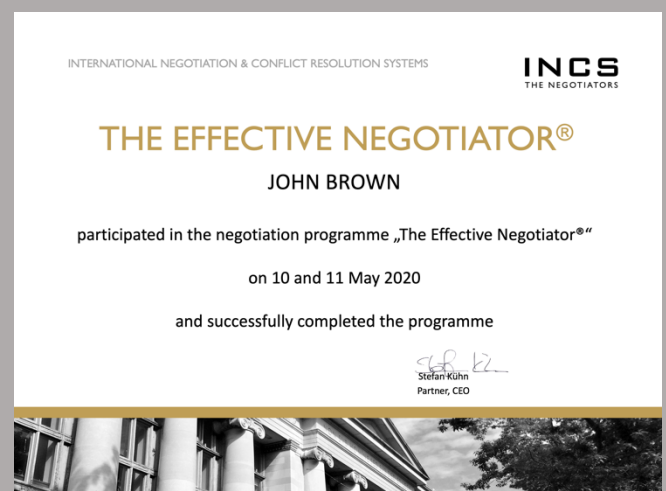 INTERNATIONAL NEGOTIATION & CONFLICT RESOLUTION SYSTEMS
INCS
THE NEGOTIATORS
THE EFFECTIVE NEGOTIATOR®
JOHN BROWN
participated in the negotiation programme „The Effective Negotiator®“
on 10 and 11 May 2020
and successfully completed the programme
Stefan Kühn
Partner, CEO